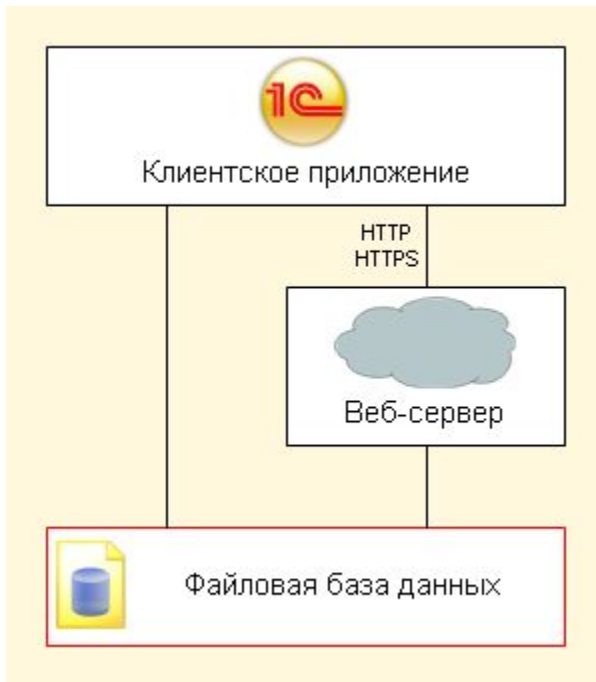 1С
Клиентское приложение
HTTP
HTTPS
Веб-сервер
Файловая база данных